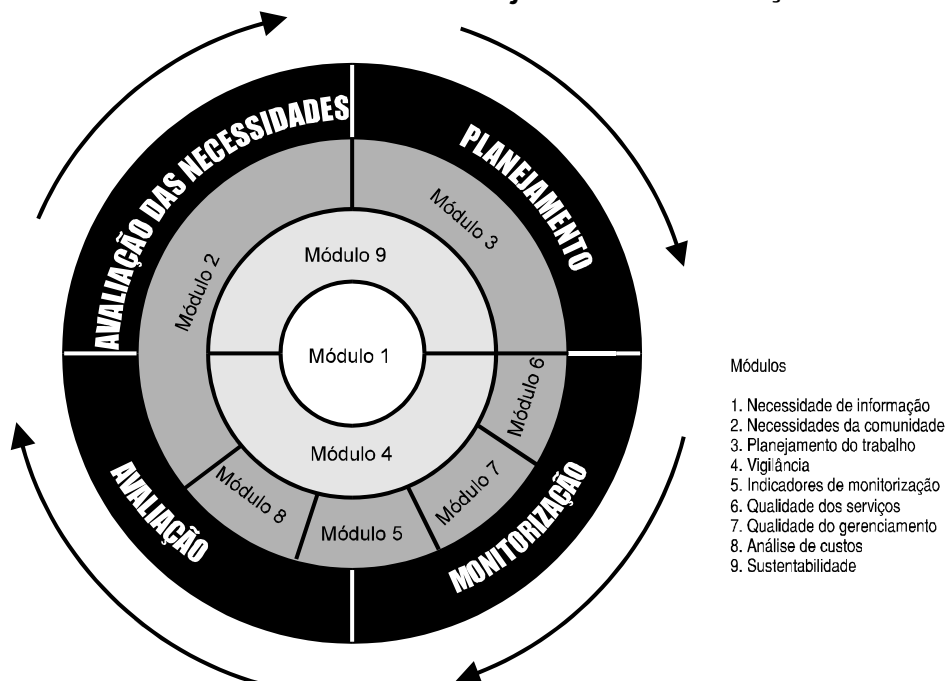 AVALIAÇÃO DAS NECESSIDADES
PLANEJAMENTO
Módulo 2
Módulo 3
Módulo 9
Módulo 1
Módulo 6
Módulo 4
Módulo 7
Módulo 8
Módulo 5
AVALIAÇÃO
MONITORIZAÇÃO
Módulos
1. Necessidade de informação
2. Necessidades da comunidade
3. Planejamento do trabalho
4. Vigilância
5. Indicadores de monitorização
6. Qualidade dos serviços
7. Qualidade do gerenciamento
8. Análise de custos
9. Sustentabilidade